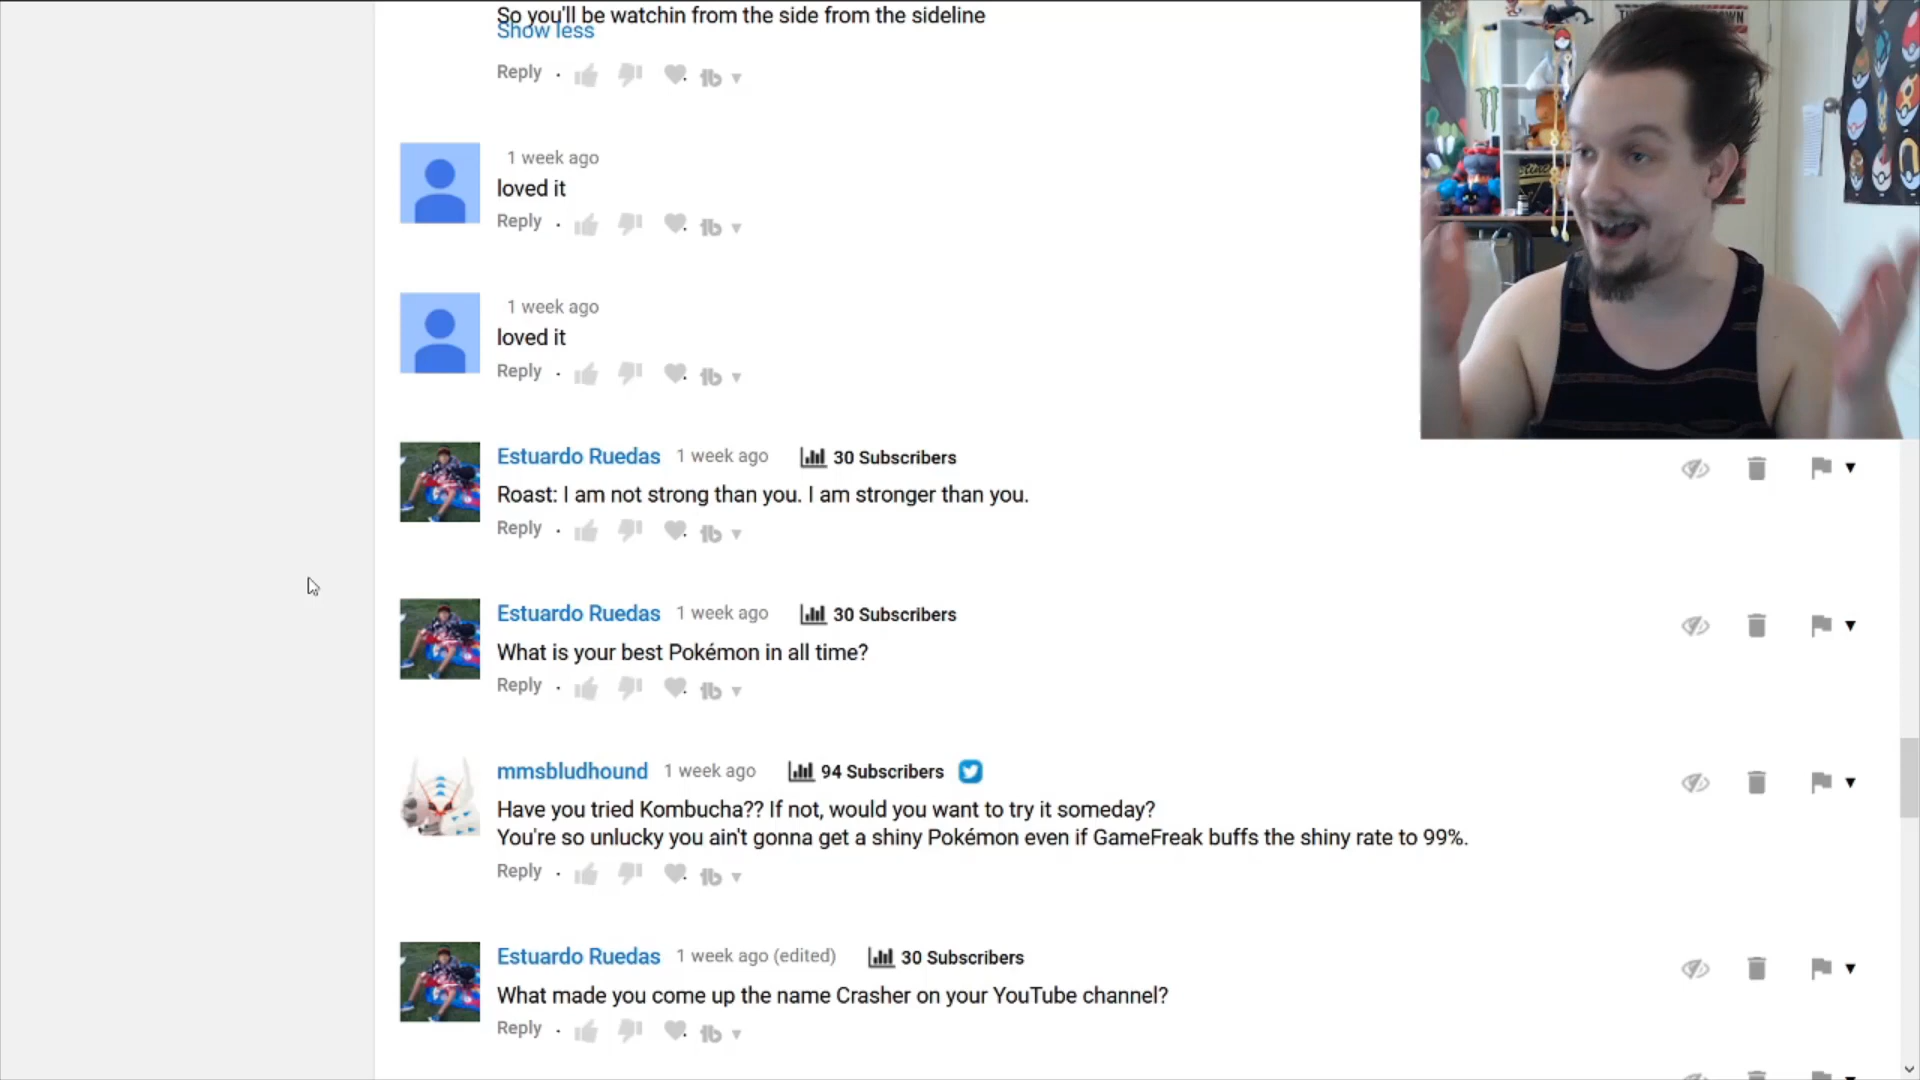 So you'll be watchin from the side from the sideline
Show less
Reply
1 week ago
loved it
Reply
1 week ago
loved it
Reply
Estuardo Ruedas 1 week ago 30 Subscribers
Roast: I am not strong than you. I am stronger than you.
Reply
Estuardo Ruedas 1 week ago 30 Subscribers
What is your best Pokémon in all time?
Reply
mmsbludhound 1 week ago 94 Subscribers
Have you tried Kombucha?? If not, would you want to try it someday?
You're so unlucky you ain't gonna get a shiny Pokémon even if GameFreak buffs the shiny rate to 99%.
Reply
Estuardo Ruedas 1 week ago (edited) 30 Subscribers
What made you come up the name Crasher on your YouTube channel?
Reply